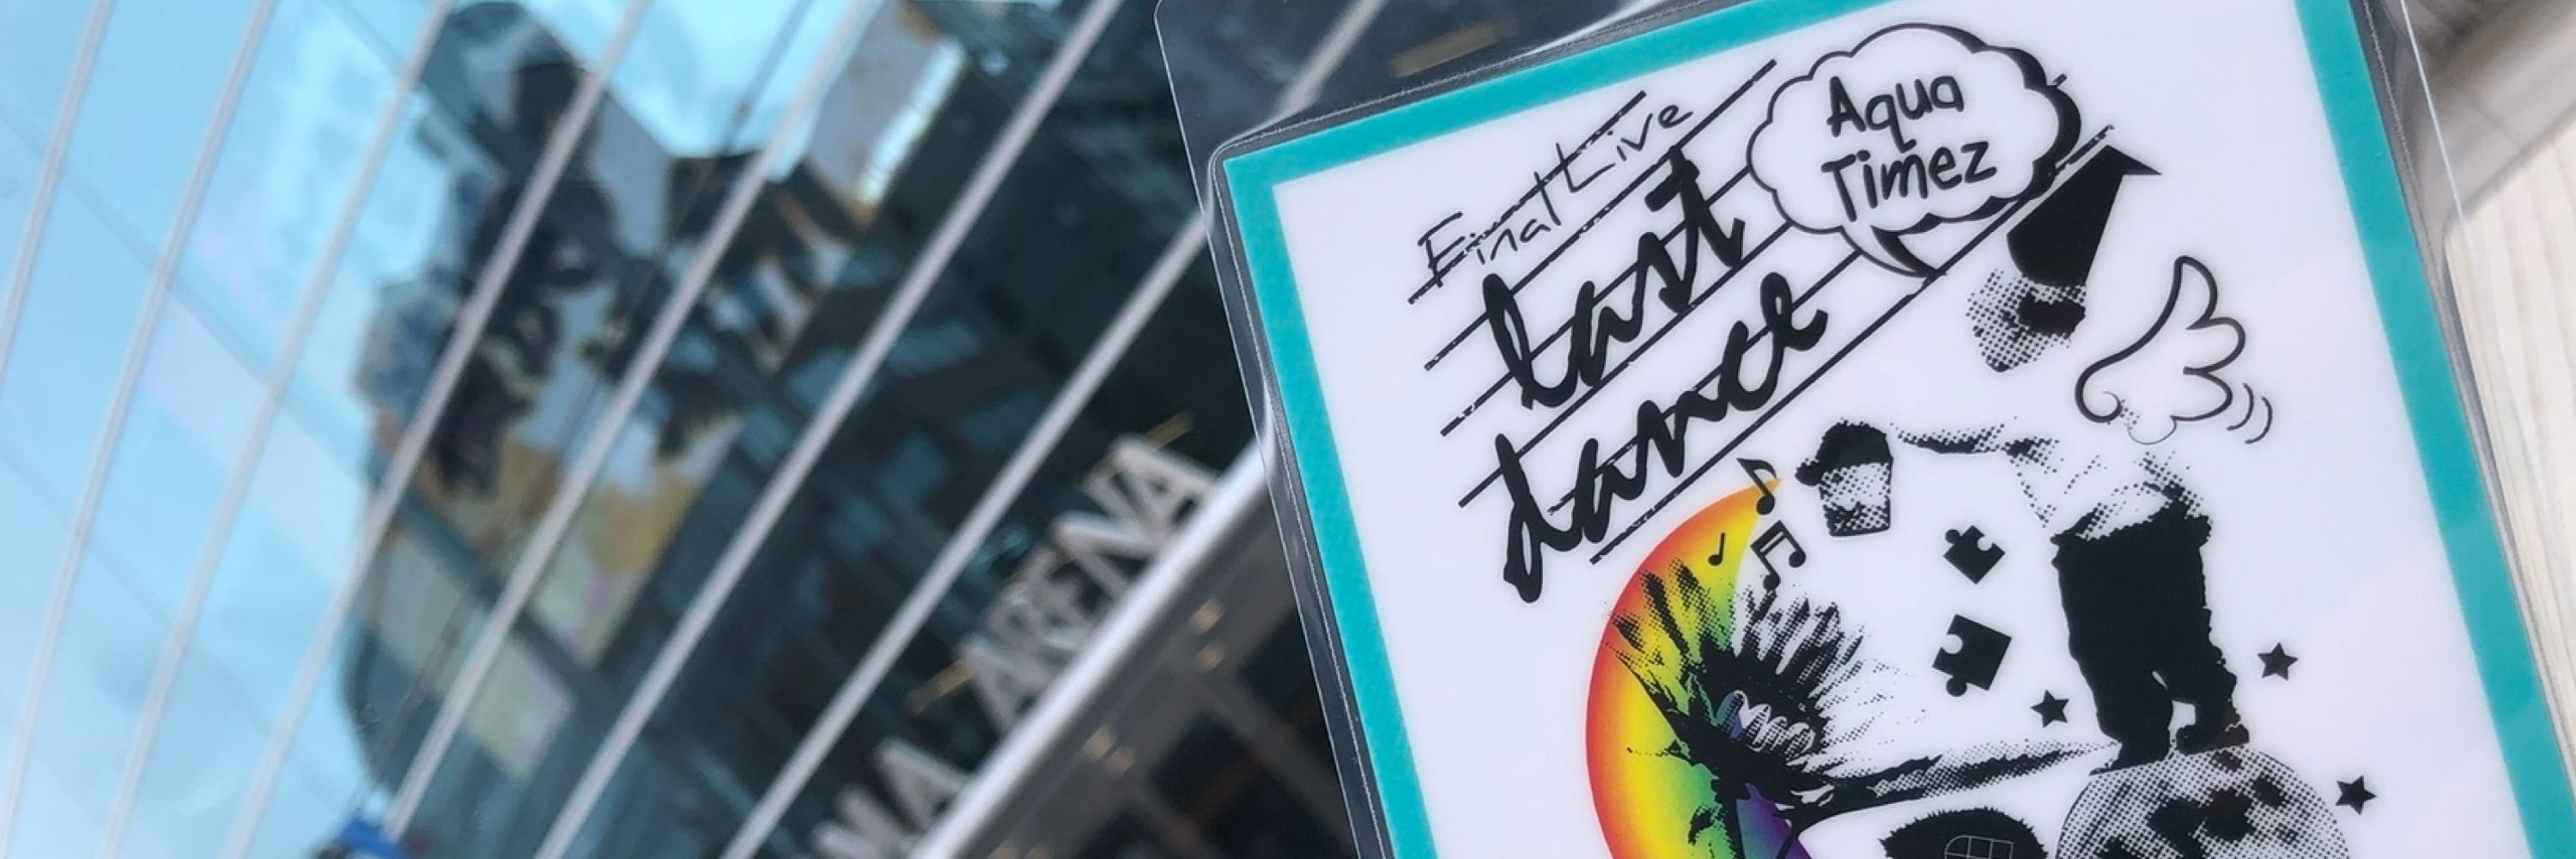 Final Live
last
dance
Aqua
Timez
ARENA